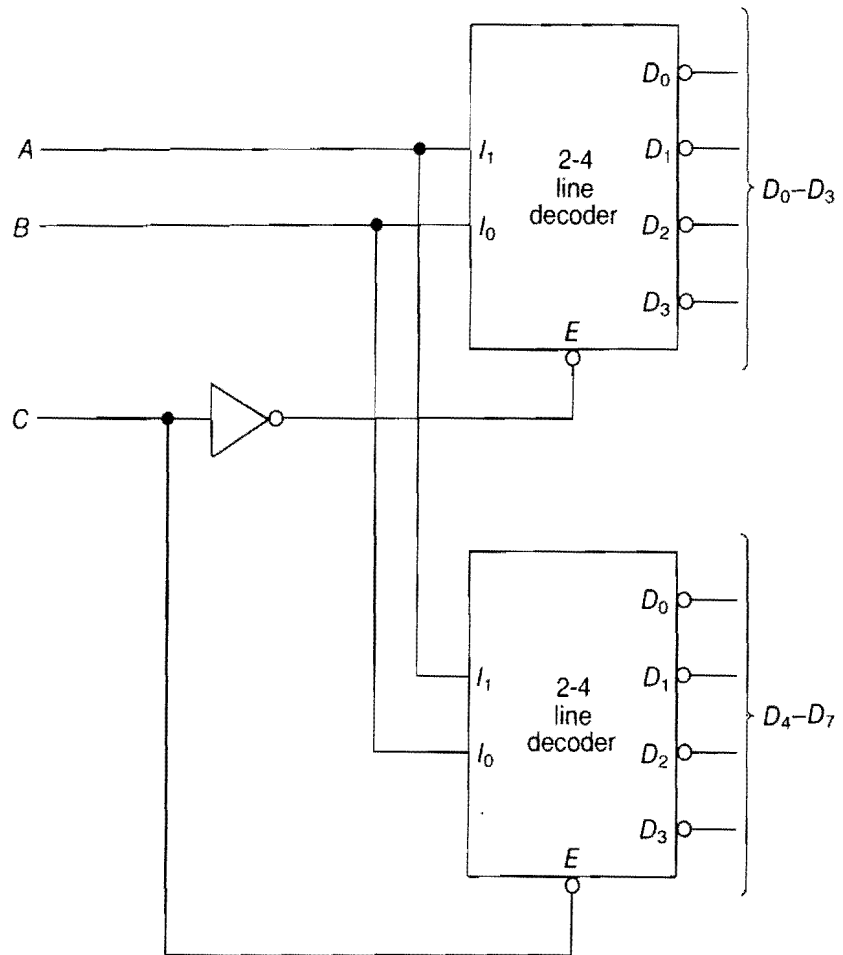 D₀
A I₁ 2-4 D₁
line D₀–D₃
B I₀ decoder D₂
D₃
E
C
D₀
I₁ 2-4 D₁
line D₄–D₇
I₀ decoder D₂
D₃
E